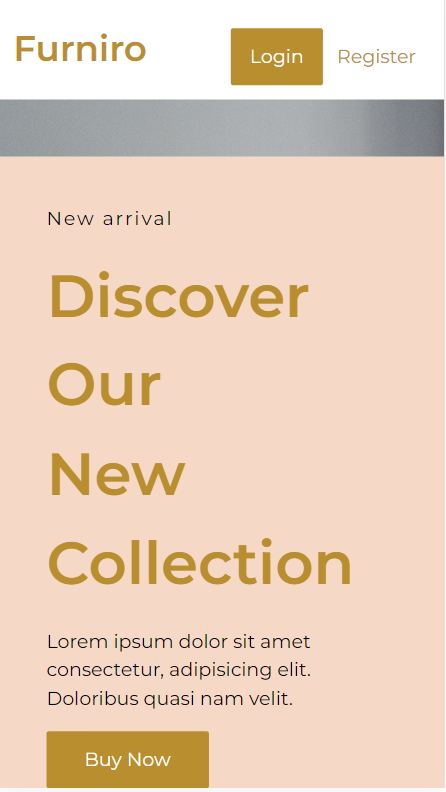 Furniro
Login Register
New arrival
Discover
Our
New
Collection
Lorem ipsum dolor sit amet
consectetur, adipisicing elit.
Doloribus quasi nam velit.
Buy Now